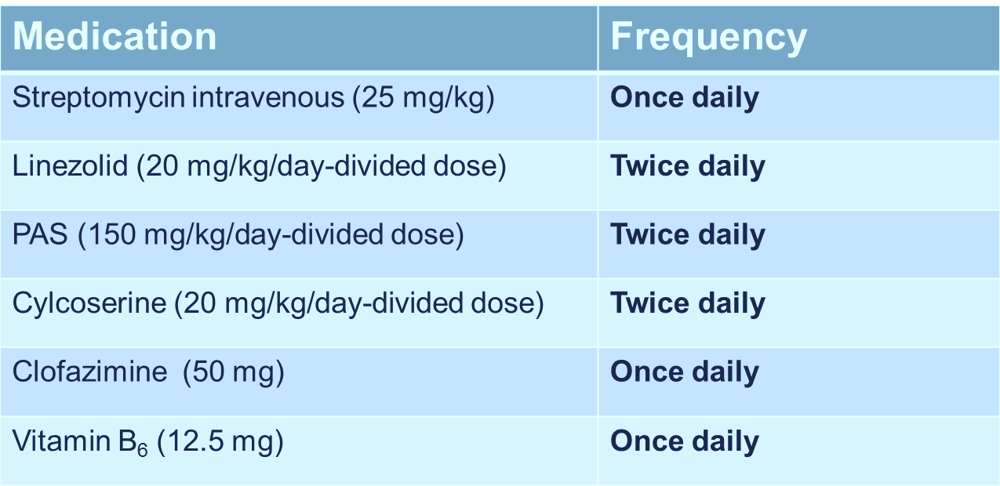 Medication Frequency
Streptomycin intravenous (25 mg/kg) Once daily
Linezolid (20 mg/kg/day-divided dose) Twice daily
PAS (150 mg/kg/day-divided dose) Twice daily
Cylcoserine (20 mg/kg/day-divided dose) Twice daily
Clofazimine (50 mg) Once daily
Vitamin B₆ (12.5 mg) Once daily